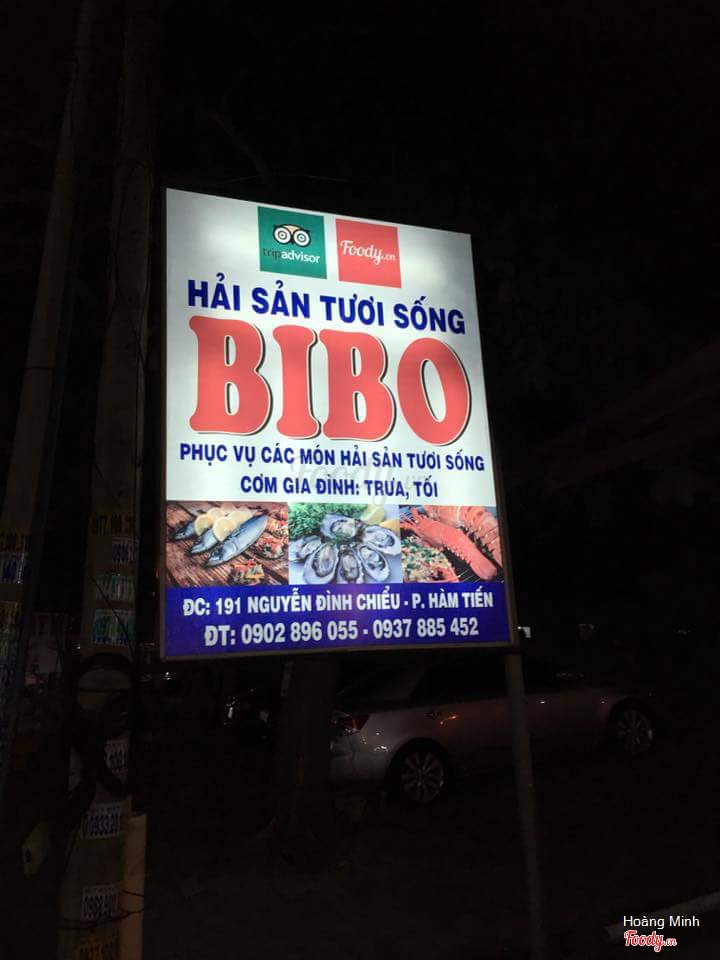 tripadvisor
Foody.vn
HẢI SẢN TƯƠI SỐNG
BIBO
PHỤC VỤ CÁC MÓN HẢI SẢN TƯƠI SỐNG
CƠM GIA ĐÌNH: TRƯA, TỐI
ĐC: 191 NGUYỄN ĐÌNH CHIỂU - P. HÀM TIẾN
ĐT: 0902 896 055 - 0937 885 452
Hoàng Minh
Foody.vn